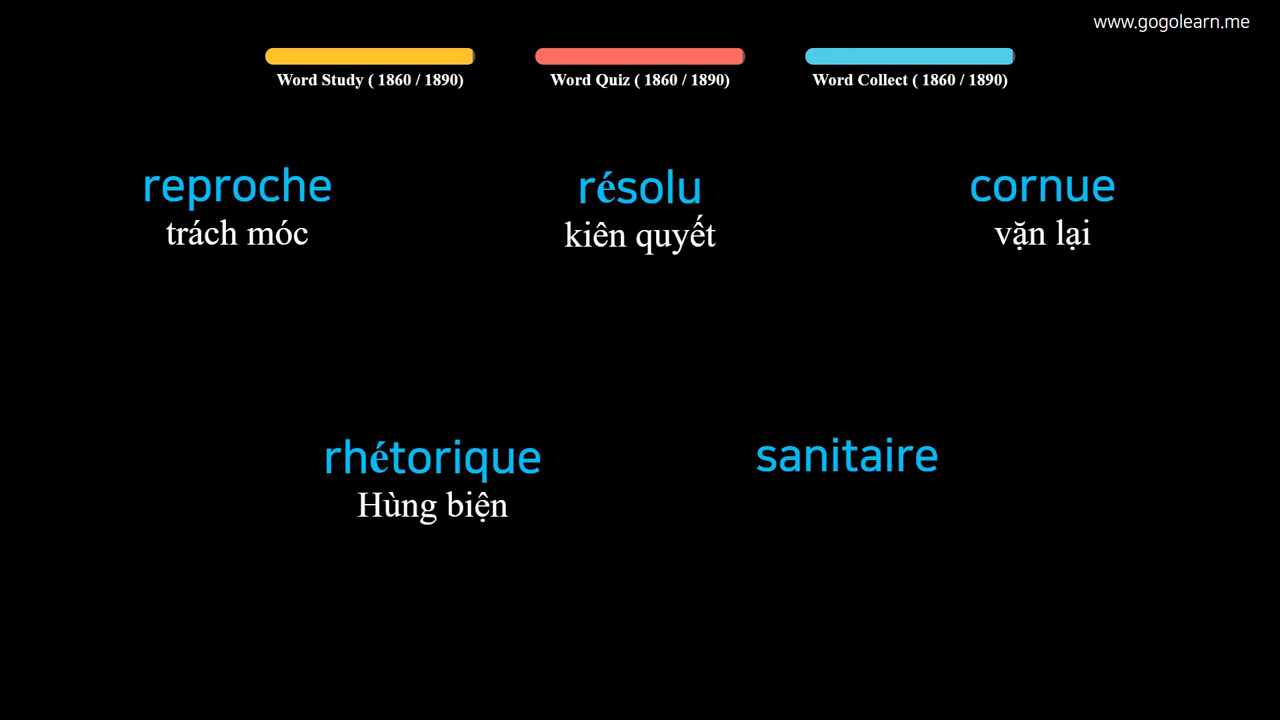 www.gogolearn.me
Word Study ( 1860 / 1890)
Word Quiz ( 1860 / 1890)
Word Collect ( 1860 / 1890)
reproche
trách móc
résolu
kiên quyết
cornue
vặn lại
rhétorique
Hùng biện
sanitaire